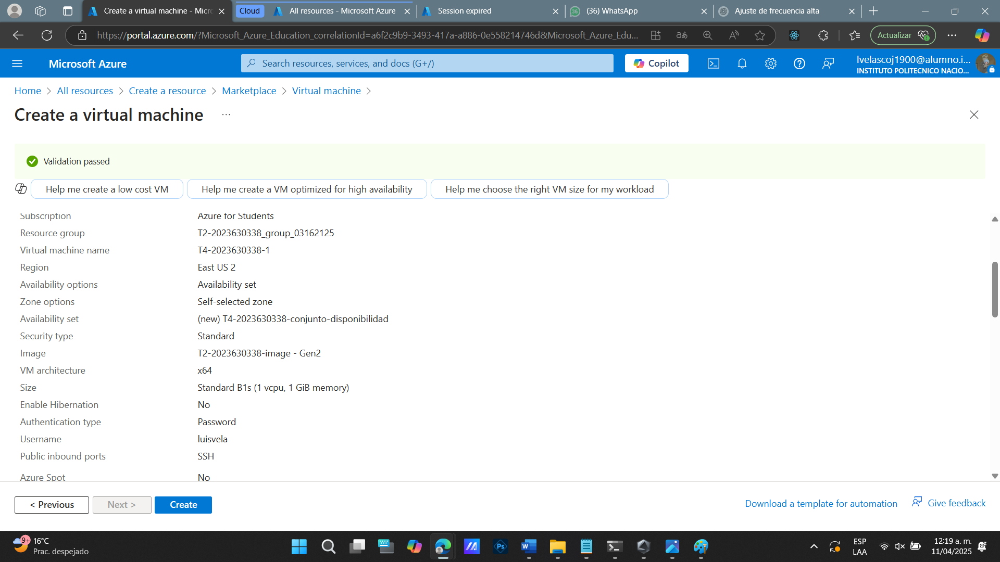 Create a virtual machine - Micr
Cloud
All resources - Microsoft Azure
Session expired
(36) WhatsApp
Ajuste de frecuencia alta
https://portal.azure.com/?Microsoft_Azure_Education_correlationId=a6f2c9b9-3493-417a-a886-0e558214746d&Microsoft_Azure_Edu...
Actualizar
Microsoft Azure
Search resources, services, and docs (G+/)
Copilot
lvelascoj1900@alumno.i...
INSTITUTO POLITECNICO NACIO...
Home > All resources > Create a resource > Marketplace > Virtual machine >
Create a virtual machine ...
Validation passed
Help me create a low cost VM
Help me create a VM optimized for high availability
Help me choose the right VM size for my workload
Subscription Azure for Students
Resource group T2-2023630338_group_03162125
Virtual machine name T4-2023630338-1
Region East US 2
Availability options Availability set
Zone options Self-selected zone
Availability set (new) T4-2023630338-conjunto-disponibilidad
Security type Standard
Image T2-2023630338-image - Gen2
VM architecture x64
Size Standard B1s (1 vcpu, 1 GiB memory)
Enable Hibernation No
Authentication type Password
Username luisvela
Public inbound ports SSH
Azure Spot No
< Previous
Next >
Create
Download a template for automation
Give feedback
9+
16°C
Prac. despejado
ESP
LAA
12:19 a. m.
11/04/2025